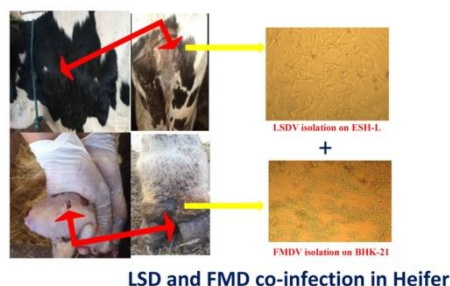 LSDV isolation on ESH-L
+
FMDV isolation on BHK-21
LSD and FMD co-infection in Heifer